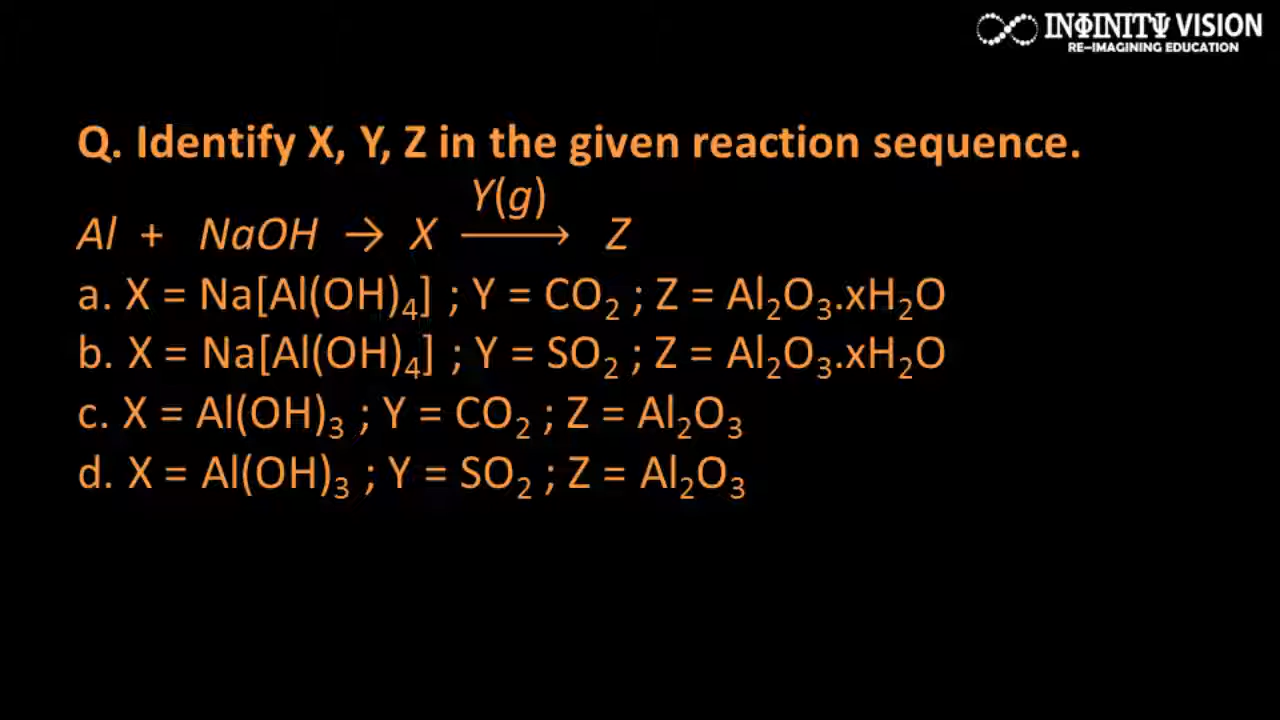 INΦINITΨ VISION
RE-IMAGINING EDUCATION
Q. Identify X, Y, Z in the given reaction sequence.
Y(g)
Al + NaOH → X ⟶ Z
a. X = Na[Al(OH)₄] ; Y = CO₂ ; Z = Al₂O₃.xH₂O
b. X = Na[Al(OH)₄] ; Y = SO₂ ; Z = Al₂O₃.xH₂O
c. X = Al(OH)₃ ; Y = CO₂ ; Z = Al₂O₃
d. X = Al(OH)₃ ; Y = SO₂ ; Z = Al₂O₃